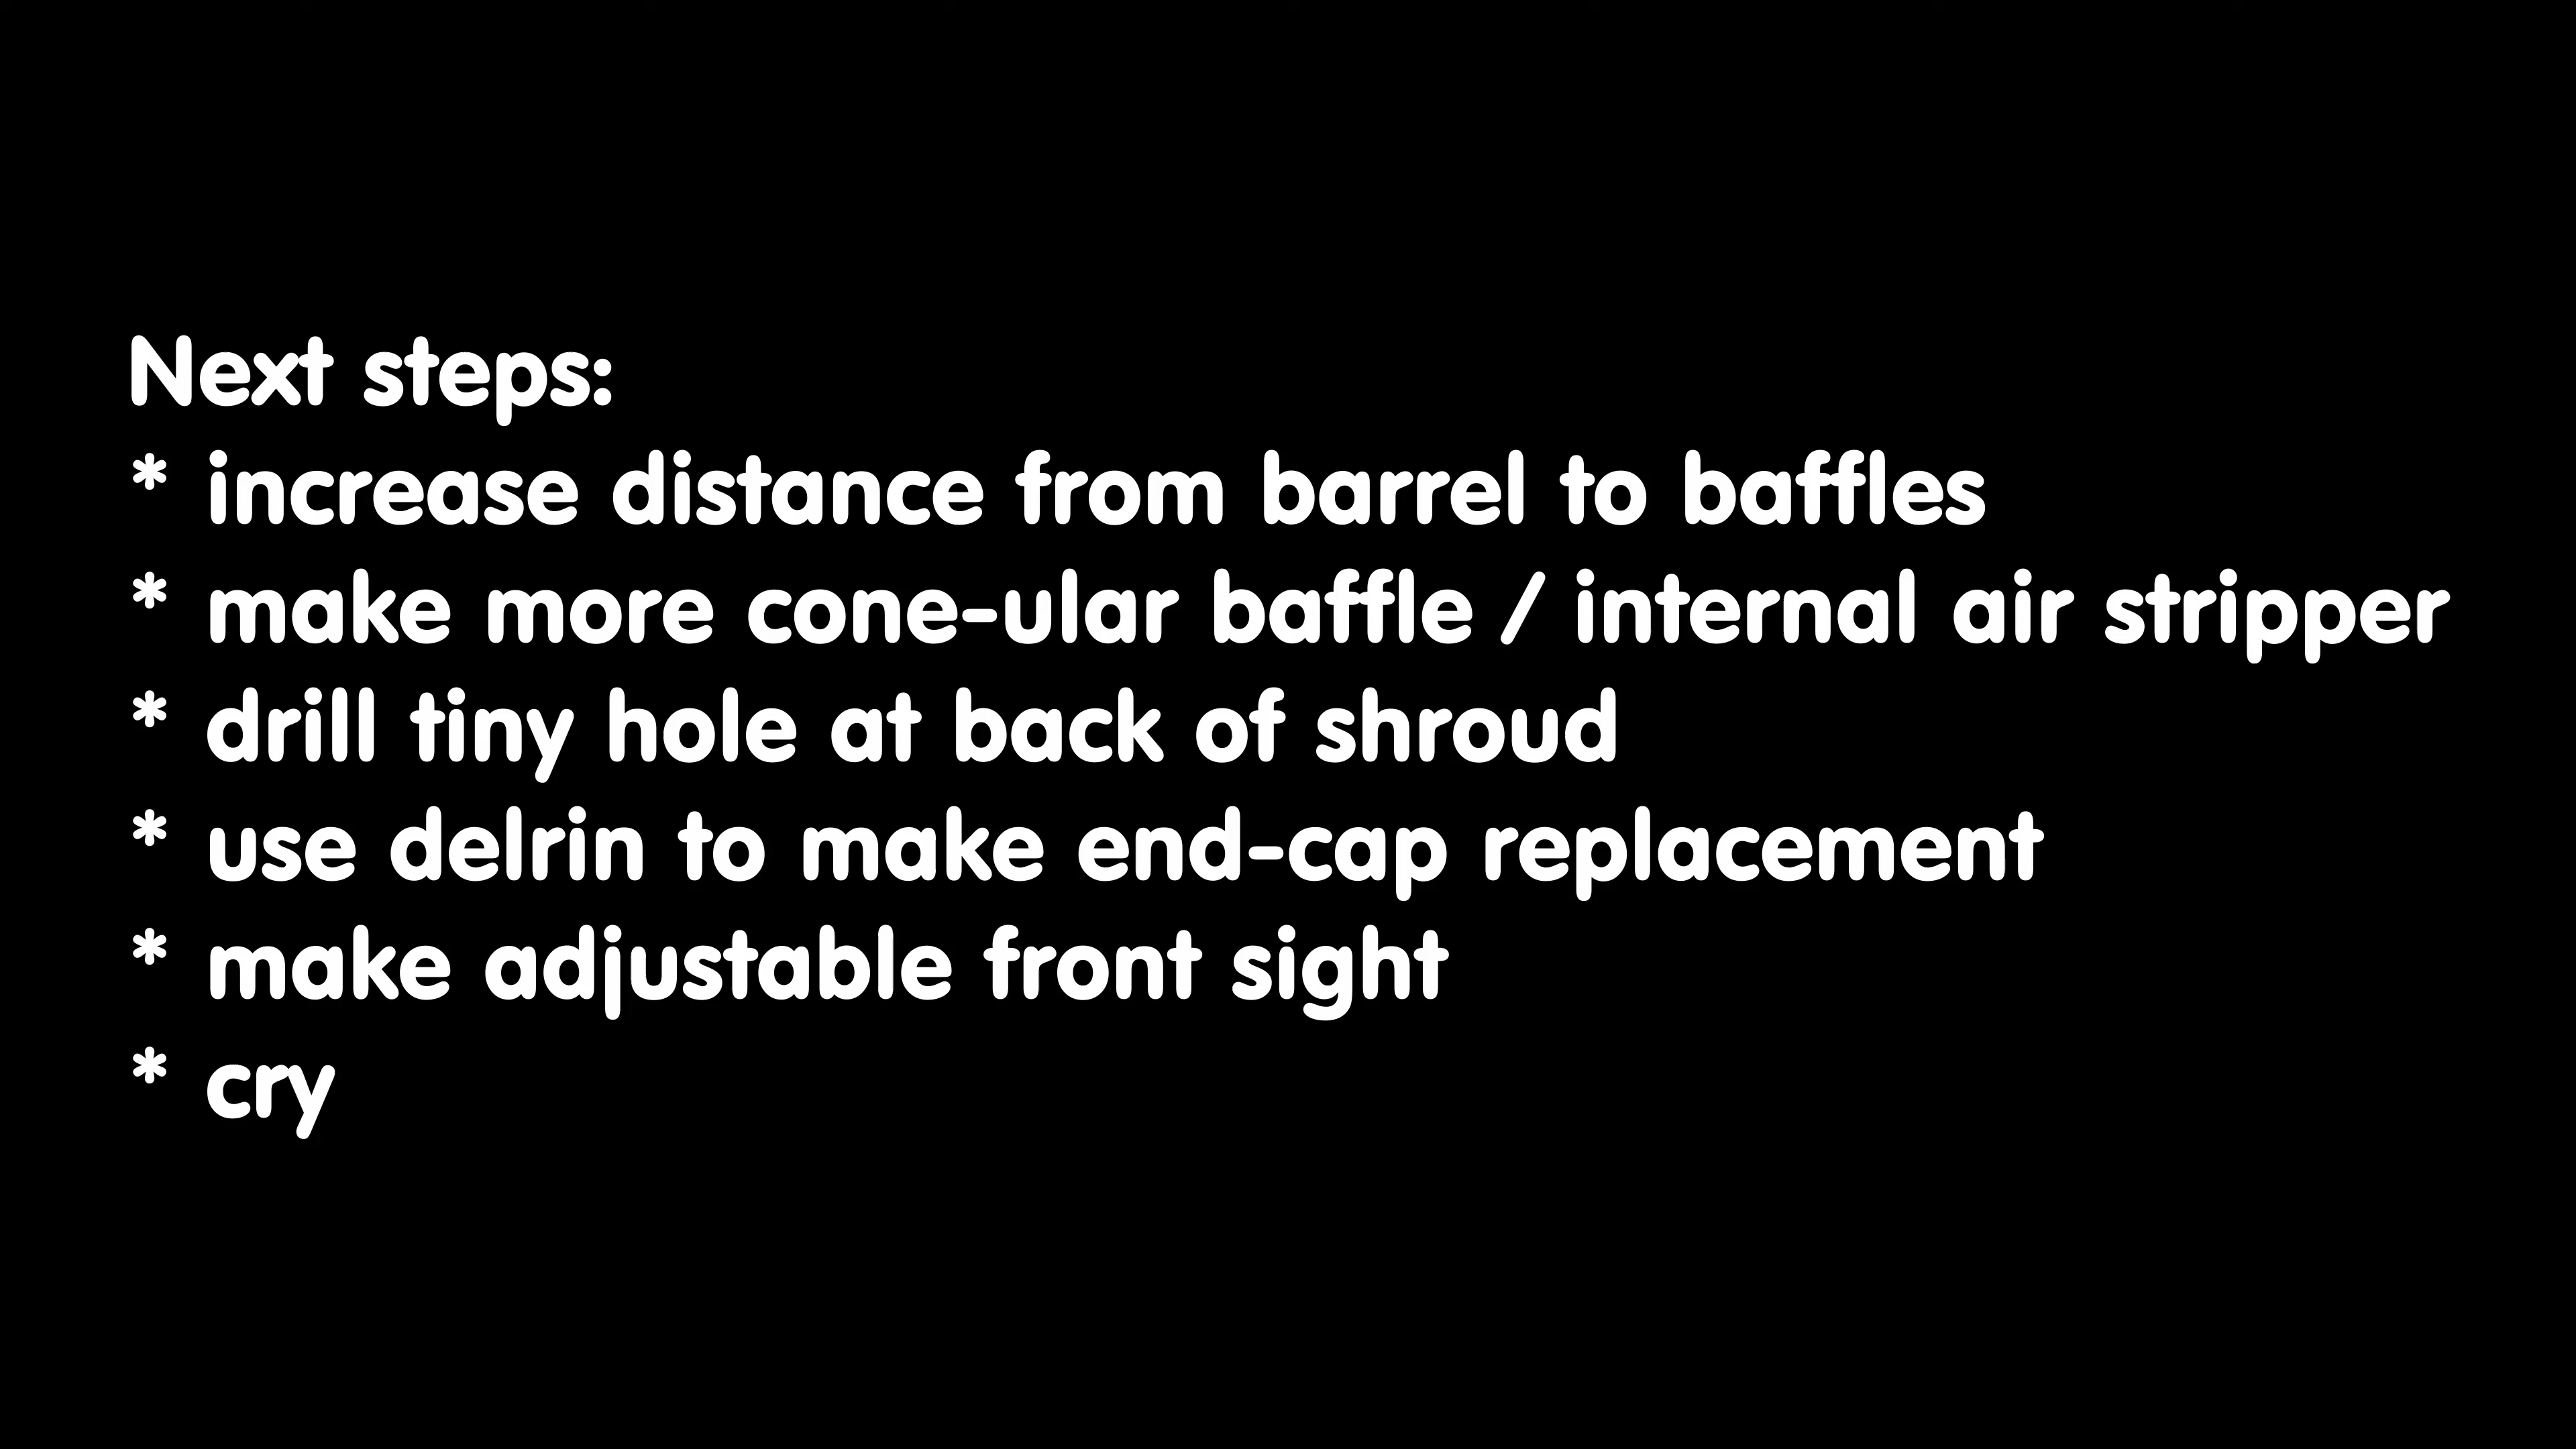 Next steps:
* increase distance from barrel to baffles
* make more cone-ular baffle / internal air stripper
* drill tiny hole at back of shroud
* use delrin to make end-cap replacement
* make adjustable front sight
* cry